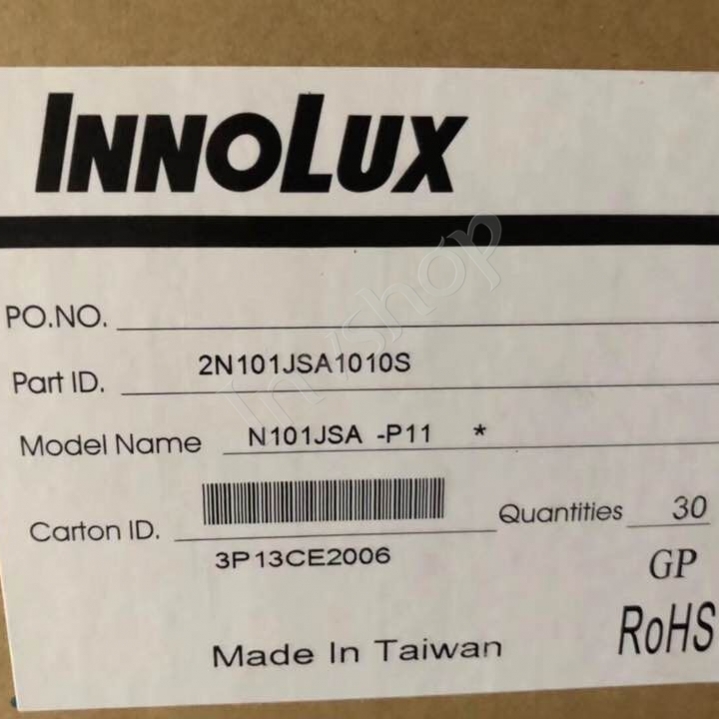 INNOLUX
PO.NO.
Part ID. 2N101JSA1010S
Model Name N101JSA -P11 *
Carton ID. Quantities 30
3P13CE2006
GP
RoHS
Made In Taiwan